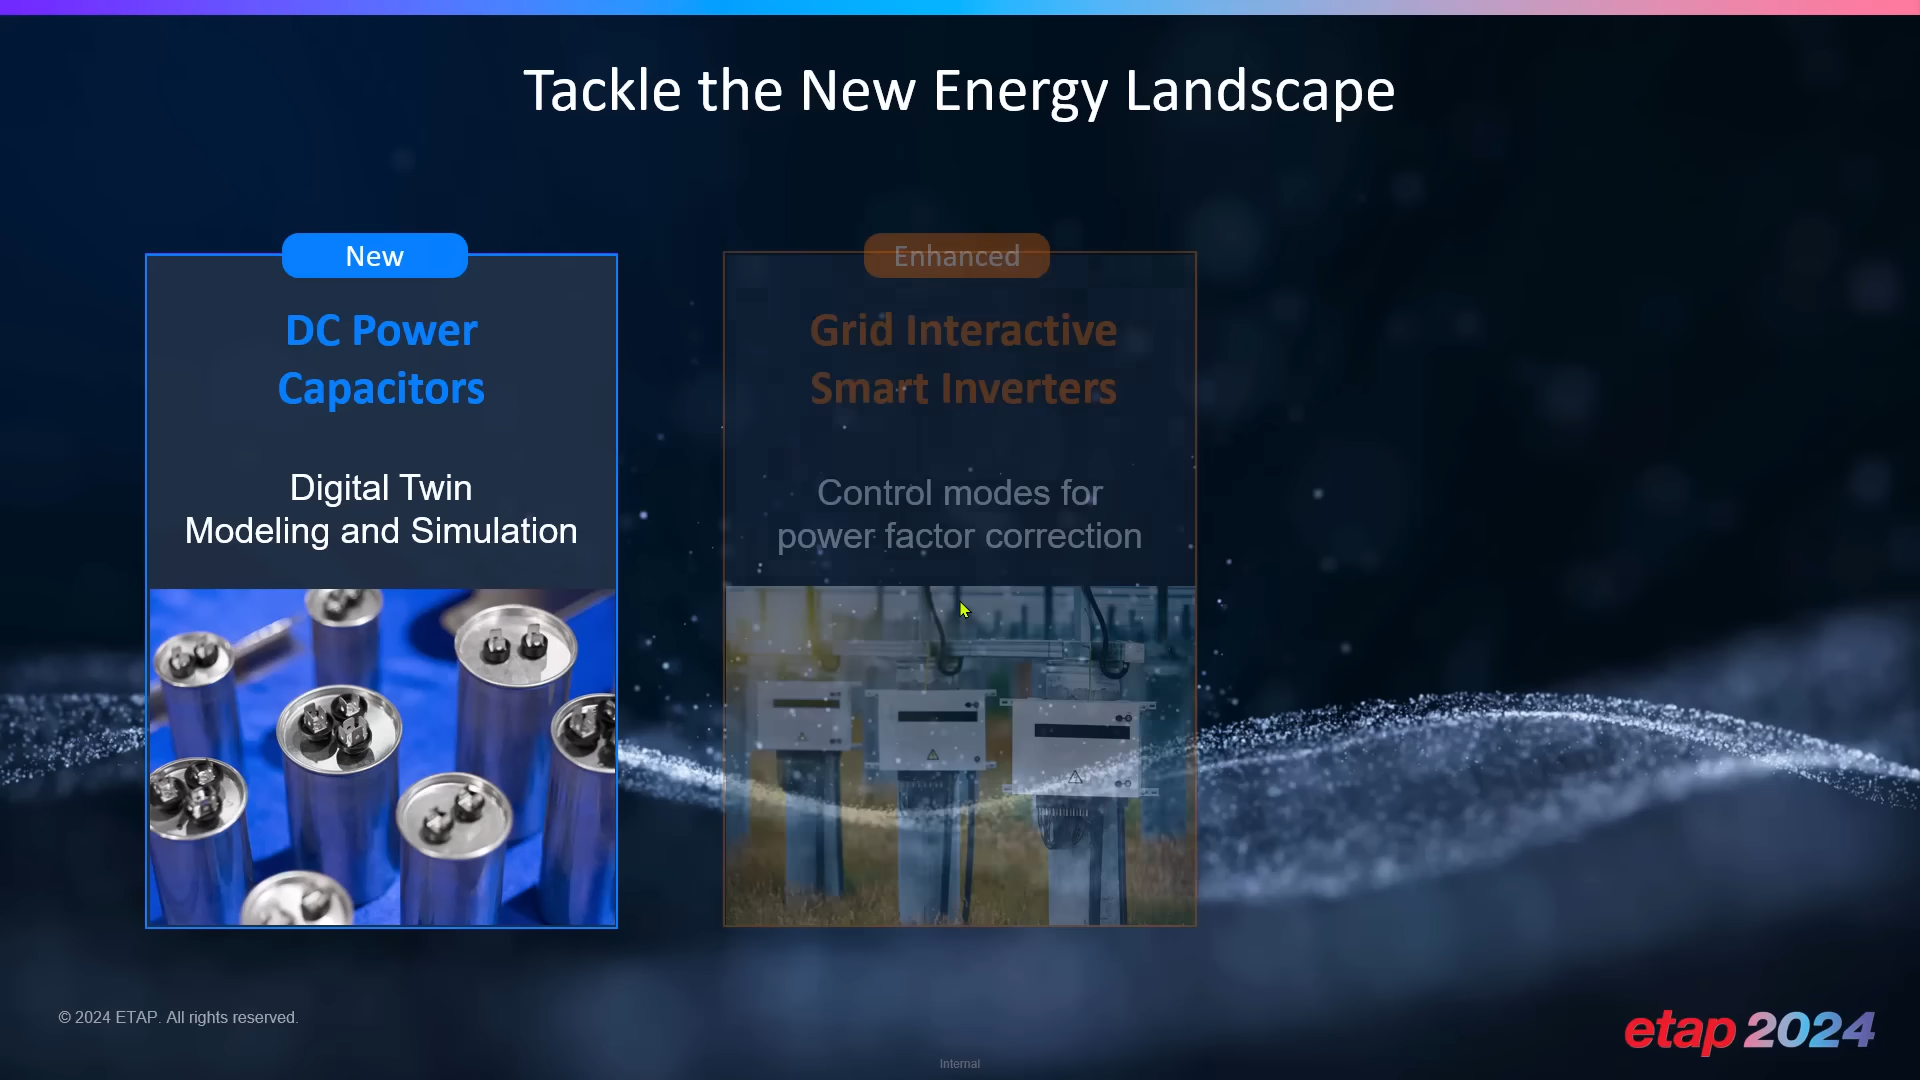 Tackle the New Energy Landscape
New
DC Power
Capacitors
Digital Twin
Modeling and Simulation
Enhanced
Grid Interactive
Smart Inverters
Control modes for
power factor correction
© 2024 ETAP. All rights reserved.
etap 2024
Internal